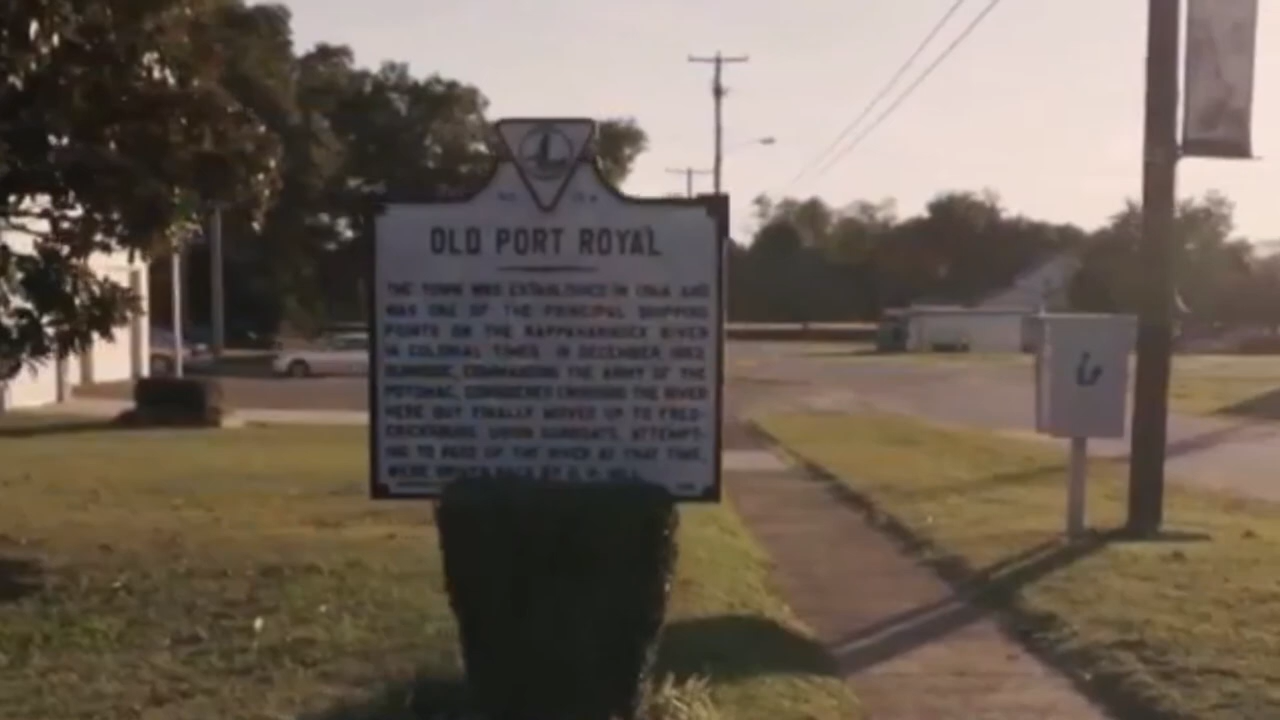 OLD PORT ROYAL
THE TOWN WAS ESTABLISHED IN 1744 AND
WAS ONE OF THE PRINCIPAL SHIPPING
POINTS ON THE RAPPAHANNOCK RIVER
IN COLONIAL TIMES. IN DECEMBER, 1862,
BURNSIDE, COMMANDING THE ARMY OF THE
POTOMAC, CONSIDERED CROSSING THE RIVER
HERE BUT FINALLY MOVED UP TO FRED-
ERICKSBURG. UNION GUNBOATS, ATTEMPT-
ING TO PASS UP THE RIVER AT THAT TIME,
WERE DRIVEN BACK BY D. H. HILL.